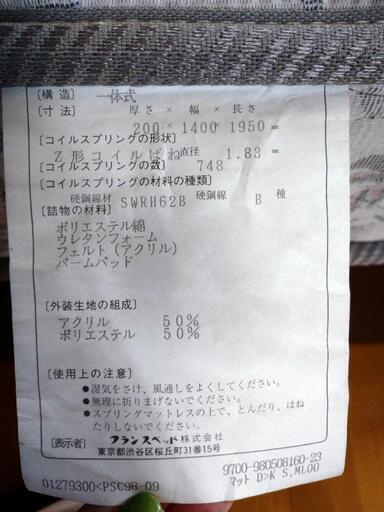 〔構造〕 一体式
〔寸法〕 厚さ × 幅 × 長さ
200 × 1400 × 1950 ㎜
〔コイルスプリングの形状〕
Z形コイルばね直径 1.83 ㎜
〔コイルスプリングの数〕 748
〔コイルスプリングの材料の種類〕
硬鋼線材 SWRH62B 硬鋼線 B 種
〔詰物の材料〕
ポリエステル綿
ウレタンフォーム
フェルト(アクリル)
パームパッド
〔外装生地の組成〕
アクリル 50%
ポリエステル 50%
〔使用上の注意〕
●湿気をさけ、風通しをよくしてください。
●無理に折りまげないでください。
●スプリングマットレスの上で、とんだり、はね
たりしないでください。
〔表示者〕 フランスベッド株式会社
東京都渋谷区桜丘町31番15号
9700-980508160-23
01279300<PSC98-09
マット D>K S,ML00